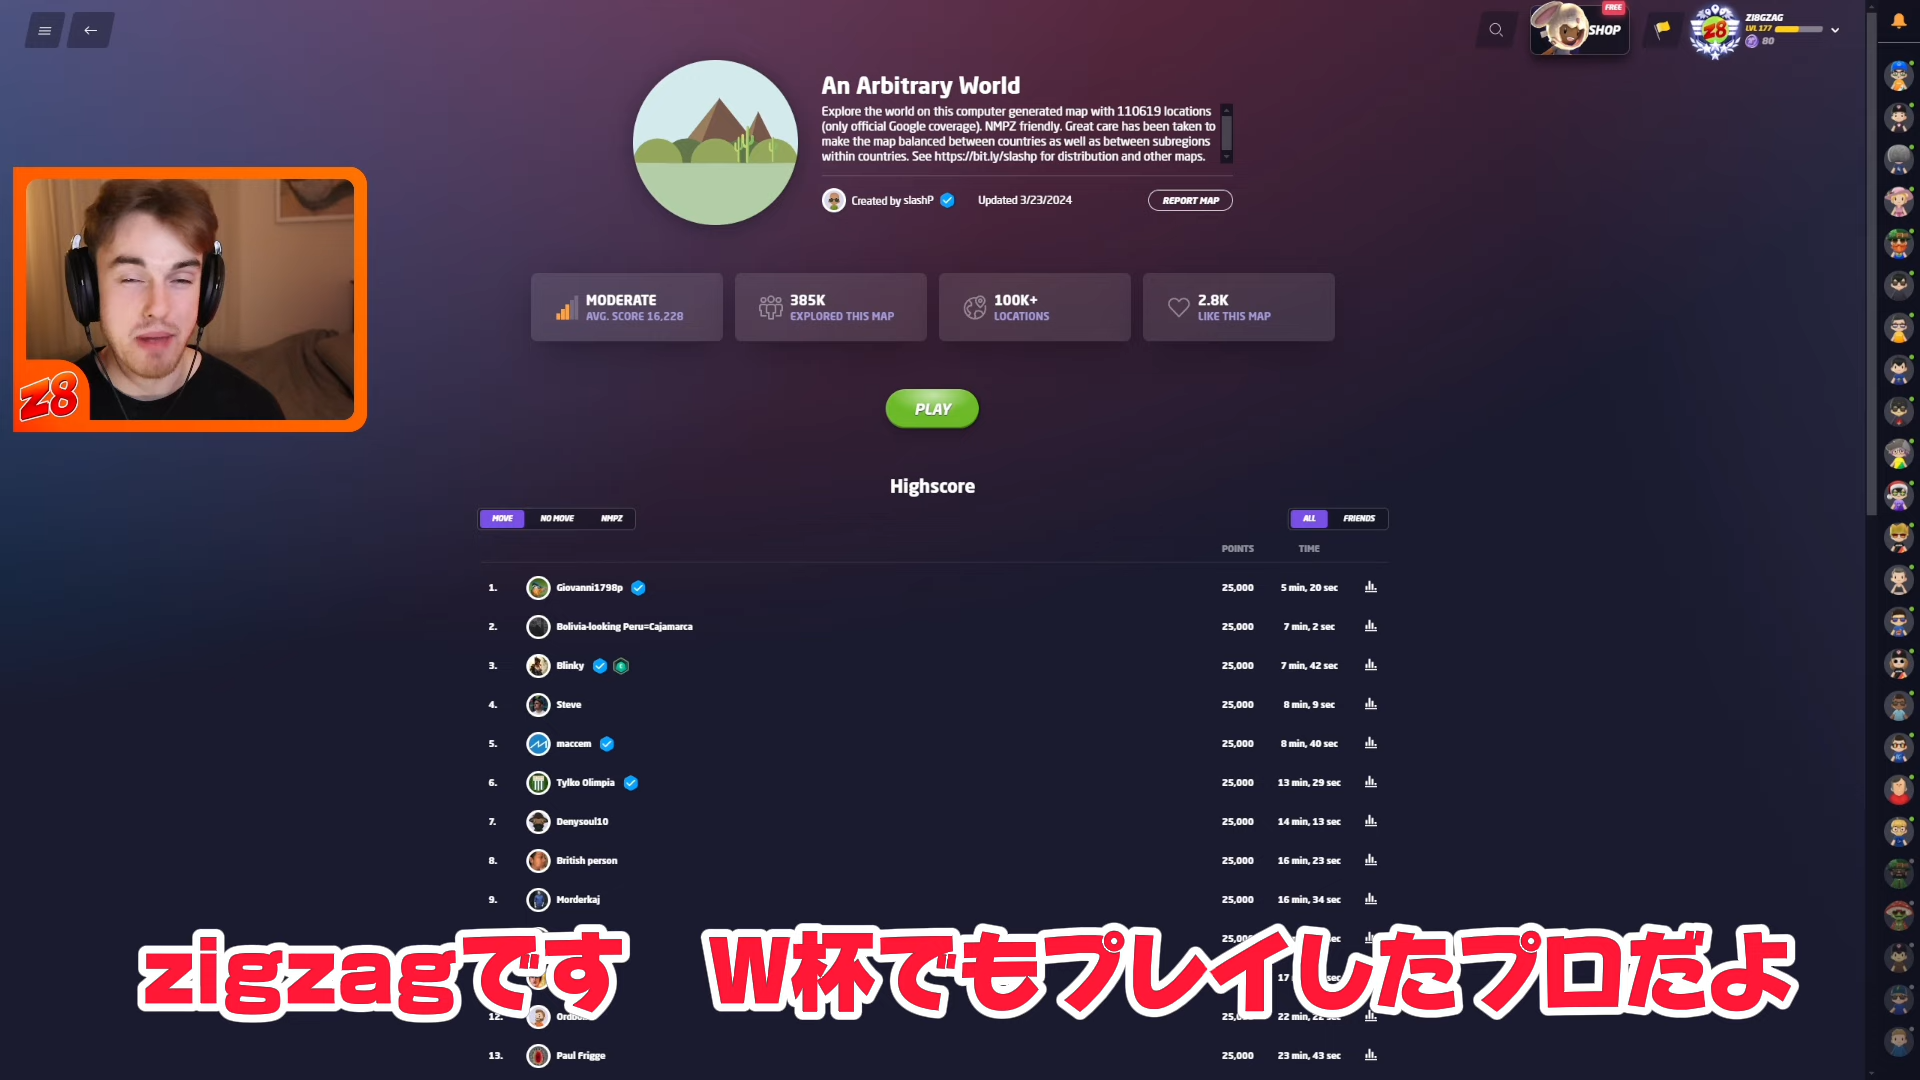 FREE
SHOP
ZI8GZAG
LVL 177
80
Z8
An Arbitrary World
Explore the world on this computer generated map with 110619 locations
(only official Google coverage). NMPZ friendly. Great care has been taken to
make the map balanced between countries as well as between subregions
within countries. See https://bit.ly/slashp for distribution and other maps.
Created by slashP
Updated 3/23/2024
REPORT MAP
MODERATE
AVG. SCORE 16,228
385K
EXPLORED THIS MAP
100K+
LOCATIONS
2.8K
LIKE THIS MAP
z8
PLAY
Highscore
MOVE NO MOVE NMPZ
ALL FRIENDS
POINTS TIME
1. Giovanni1798p 25,000 5 min, 20 sec
2. Bolivia-looking Peru=Cajamarca 25,000 7 min, 2 sec
3. Blinky 25,000 7 min, 42 sec
4. Steve 25,000 8 min, 9 sec
5. maccem 25,000 8 min, 40 sec
6. Tylko Olimpia 25,000 13 min, 29 sec
7. Denysoul10 25,000 14 min, 13 sec
8. British person 25,000 16 min, 23 sec
9. Morderkaj 25,000 16 min, 34 sec
zigzagです W杯でもプレイしたプロだよ
12.
13. Paul Frigge 25,000 23 min, 43 sec